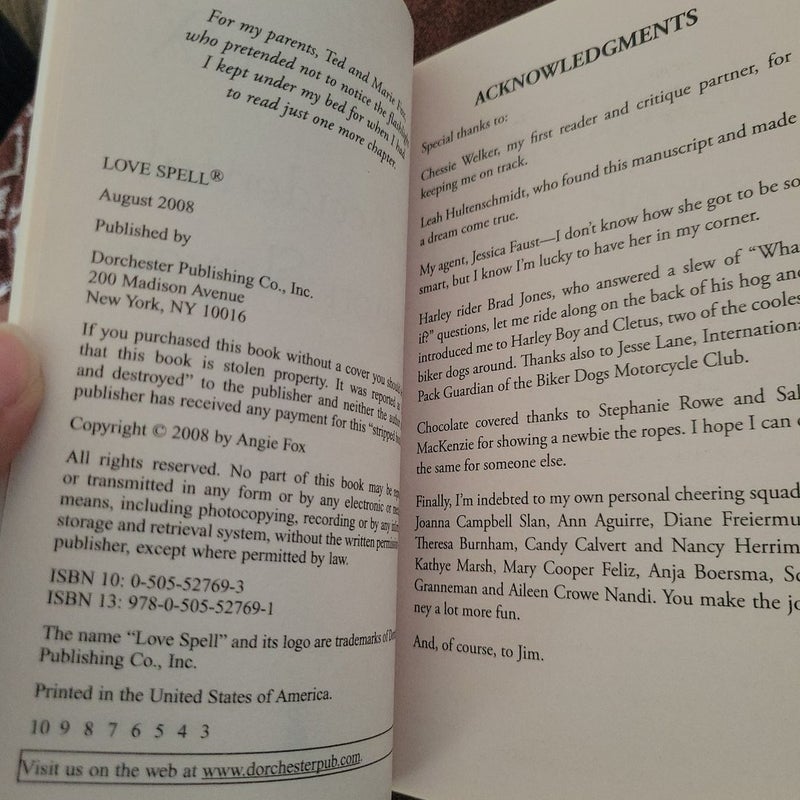 For my parents, Ted and Marie Fox,
who pretended not to notice the flashlight
I kept under my bed for when I had
to read just one more chapter.
LOVE SPELL®
August 2008
Published by
Dorchester Publishing Co., Inc.
200 Madison Avenue
New York, NY 10016
If you purchased this book without a cover you should
that this book is stolen property. It was reported
and destroyed” to the publisher and neither the author
publisher has received any payment for this “stripped
Copyright © 2008 by Angie Fox
All rights reserved. No part of this book may be
or transmitted in any form or by any electronic or
means, including photocopying, recording or by any
storage and retrieval system, without the written permission
publisher, except where permitted by law.
ISBN 10: 0-505-52769-3
ISBN 13: 978-0-505-52769-1
The name “Love Spell” and its logo are trademarks of
Publishing Co., Inc.
Printed in the United States of America.
10 9 8 7 6 5 4 3
Visit us on the web at www.dorchesterpub.com.
ACKNOWLEDGMENTS
Special thanks to:
Chessie Welker, my first reader and critique partner, for
keeping me on track.
Leah Hultenschmidt, who found this manuscript and made
a dream come true.
My agent, Jessica Faust—I don’t know how she got to be so
smart, but I know I’m lucky to have her in my corner.
Harley rider Brad Jones, who answered a slew of “Wha
if?” questions, let me ride along on the back of his hog and
introduced me to Harley Boy and Cletus, two of the cooles
biker dogs around. Thanks also to Jesse Lane, Internationa
Pack Guardian of the Biker Dogs Motorcycle Club.
Chocolate covered thanks to Stephanie Rowe and Sal
MacKenzie for showing a newbie the ropes. I hope I can
the same for someone else.
Finally, I’m indebted to my own personal cheering squad
Joanna Campbell Slan, Ann Aguirre, Diane Freiermu
Theresa Burnham, Candy Calvert and Nancy Herrim
Kathye Marsh, Mary Cooper Feliz, Anja Boersma, Sc
Granneman and Aileen Crowe Nandi. You make the jo
ney a lot more fun.
And, of course, to Jim.